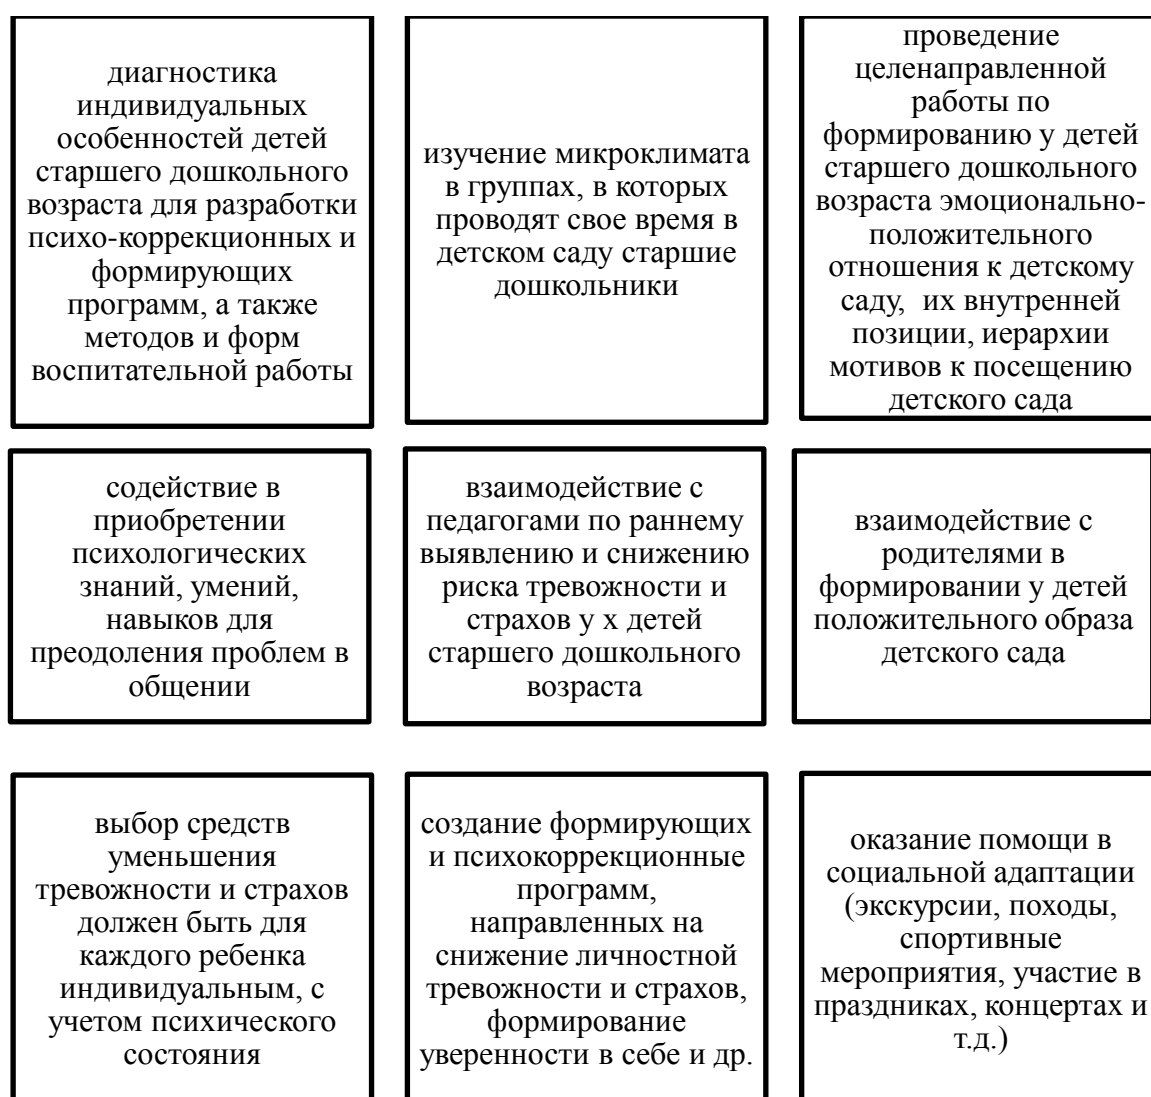 диагностика
индивидуальных
особенностей детей
старшего дошкольного
возраста для разработки
психо-коррекционных и
формирующих
программ, а также
методов и форм
воспитательной работы
изучение микроклимата
в группах, в которых
проводят свое время в
детском саду старшие
дошкольники
проведение
целенаправленной
работы по
формированию у детей
старшего дошкольного
возраста эмоционально-
положительного
отношения к детскому
саду, их внутренней
позиции, иерархии
мотивов к посещению
детского сада
содействие в
приобретении
психологических
знаний, умений,
навыков для
преодоления проблем в
общении
взаимодействие с
педагогами по раннему
выявлению и снижению
риска тревожности и
страхов у х детей
старшего дошкольного
возраста
взаимодействие с
родителями в
формировании у детей
положительного образа
детского сада
выбор средств
уменьшения
тревожности и страхов
должен быть для
каждого ребенка
индивидуальным, с
учетом психического
состояния
создание формирующих
и психокоррекционные
программ,
направленных на
снижение личностной
тревожности и страхов,
формирование
уверенности в себе и др.
оказание помощи в
социальной адаптации
(экскурсии, походы,
спортивные
мероприятия, участие в
праздниках, концертах и
т.д.)